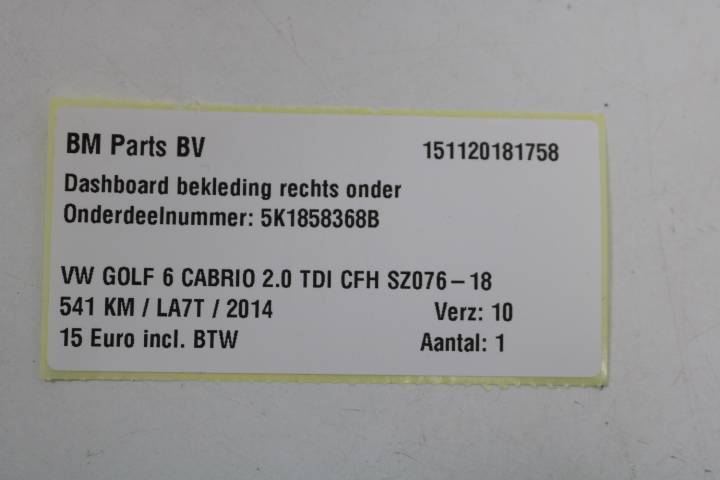 BM Parts BV 151120181758
Dashboard bekleding rechts onder
Onderdeelnummer: 5K1858368B
VW GOLF 6 CABRIO 2.0 TDI CFH SZ076-18
541 KM / LA7T / 2014 Verz: 10
15 Euro incl. BTW Aantal: 1